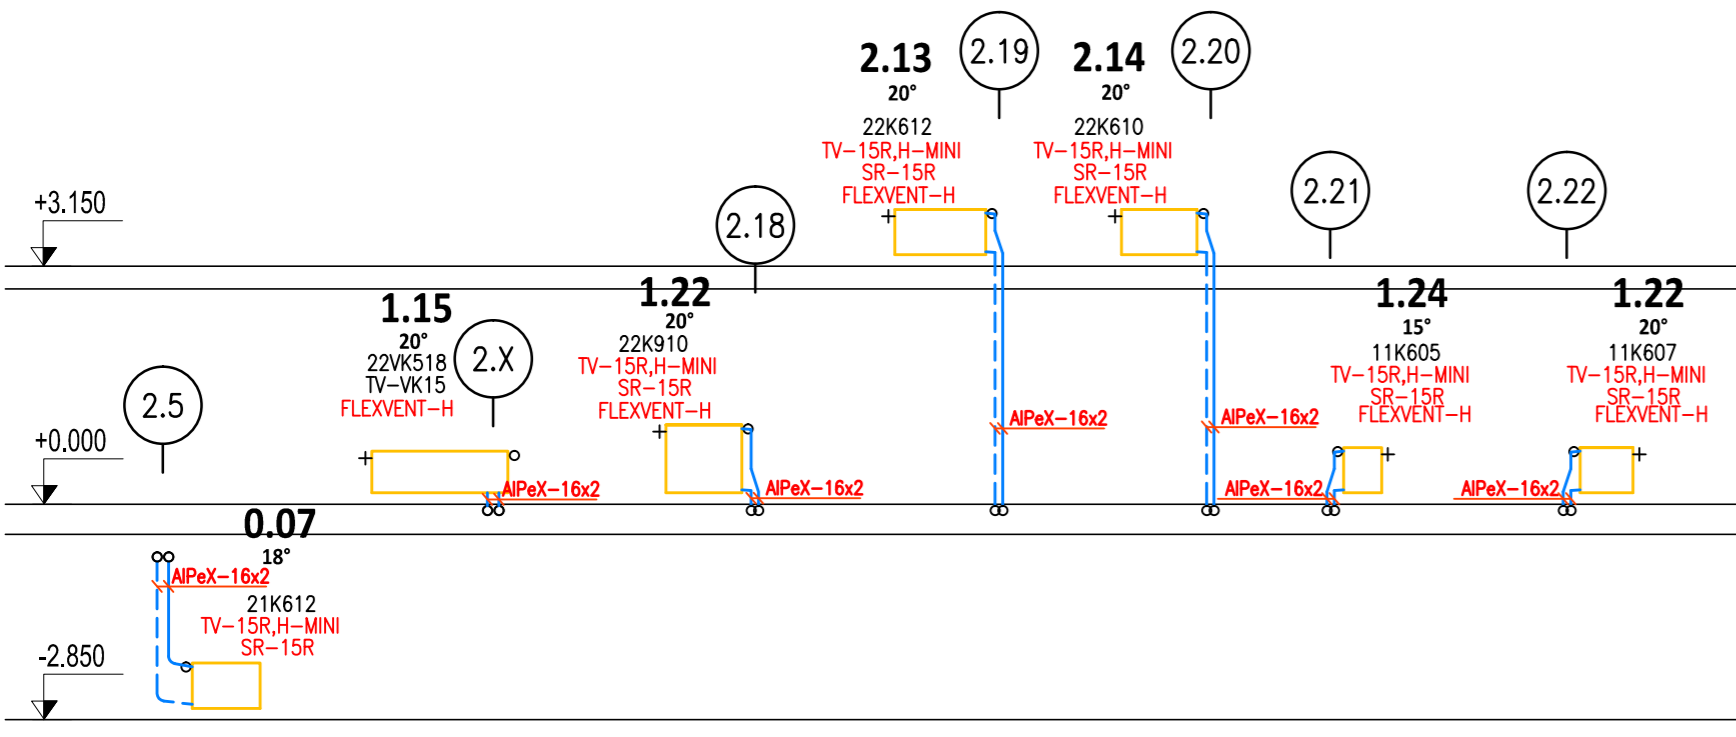 2.13
20°
22K612
TV-15R,H-MINI
SR-15R
FLEXVENT-H
2.19
2.14
20°
22K610
TV-15R,H-MINI
SR-15R
FLEXVENT-H
2.20
+3.150
2.18
2.21
2.22
1.15
20°
22VK518
TV-VK15
FLEXVENT-H
2.X
1.22
20°
22K910
TV-15R,H-MINI
SR-15R
FLEXVENT-H
1.24
15°
11K605
TV-15R,H-MINI
SR-15R
FLEXVENT-H
1.22
20°
11K607
TV-15R,H-MINI
SR-15R
FLEXVENT-H
2.5
AlPeX-16x2
AlPeX-16x2
+0.000
AlPeX-16x2
AlPeX-16x2
AlPeX-16x2
AlPeX-16x2
0.07
18°
AlPeX-16x2
21K612
TV-15R,H-MINI
SR-15R
-2.850